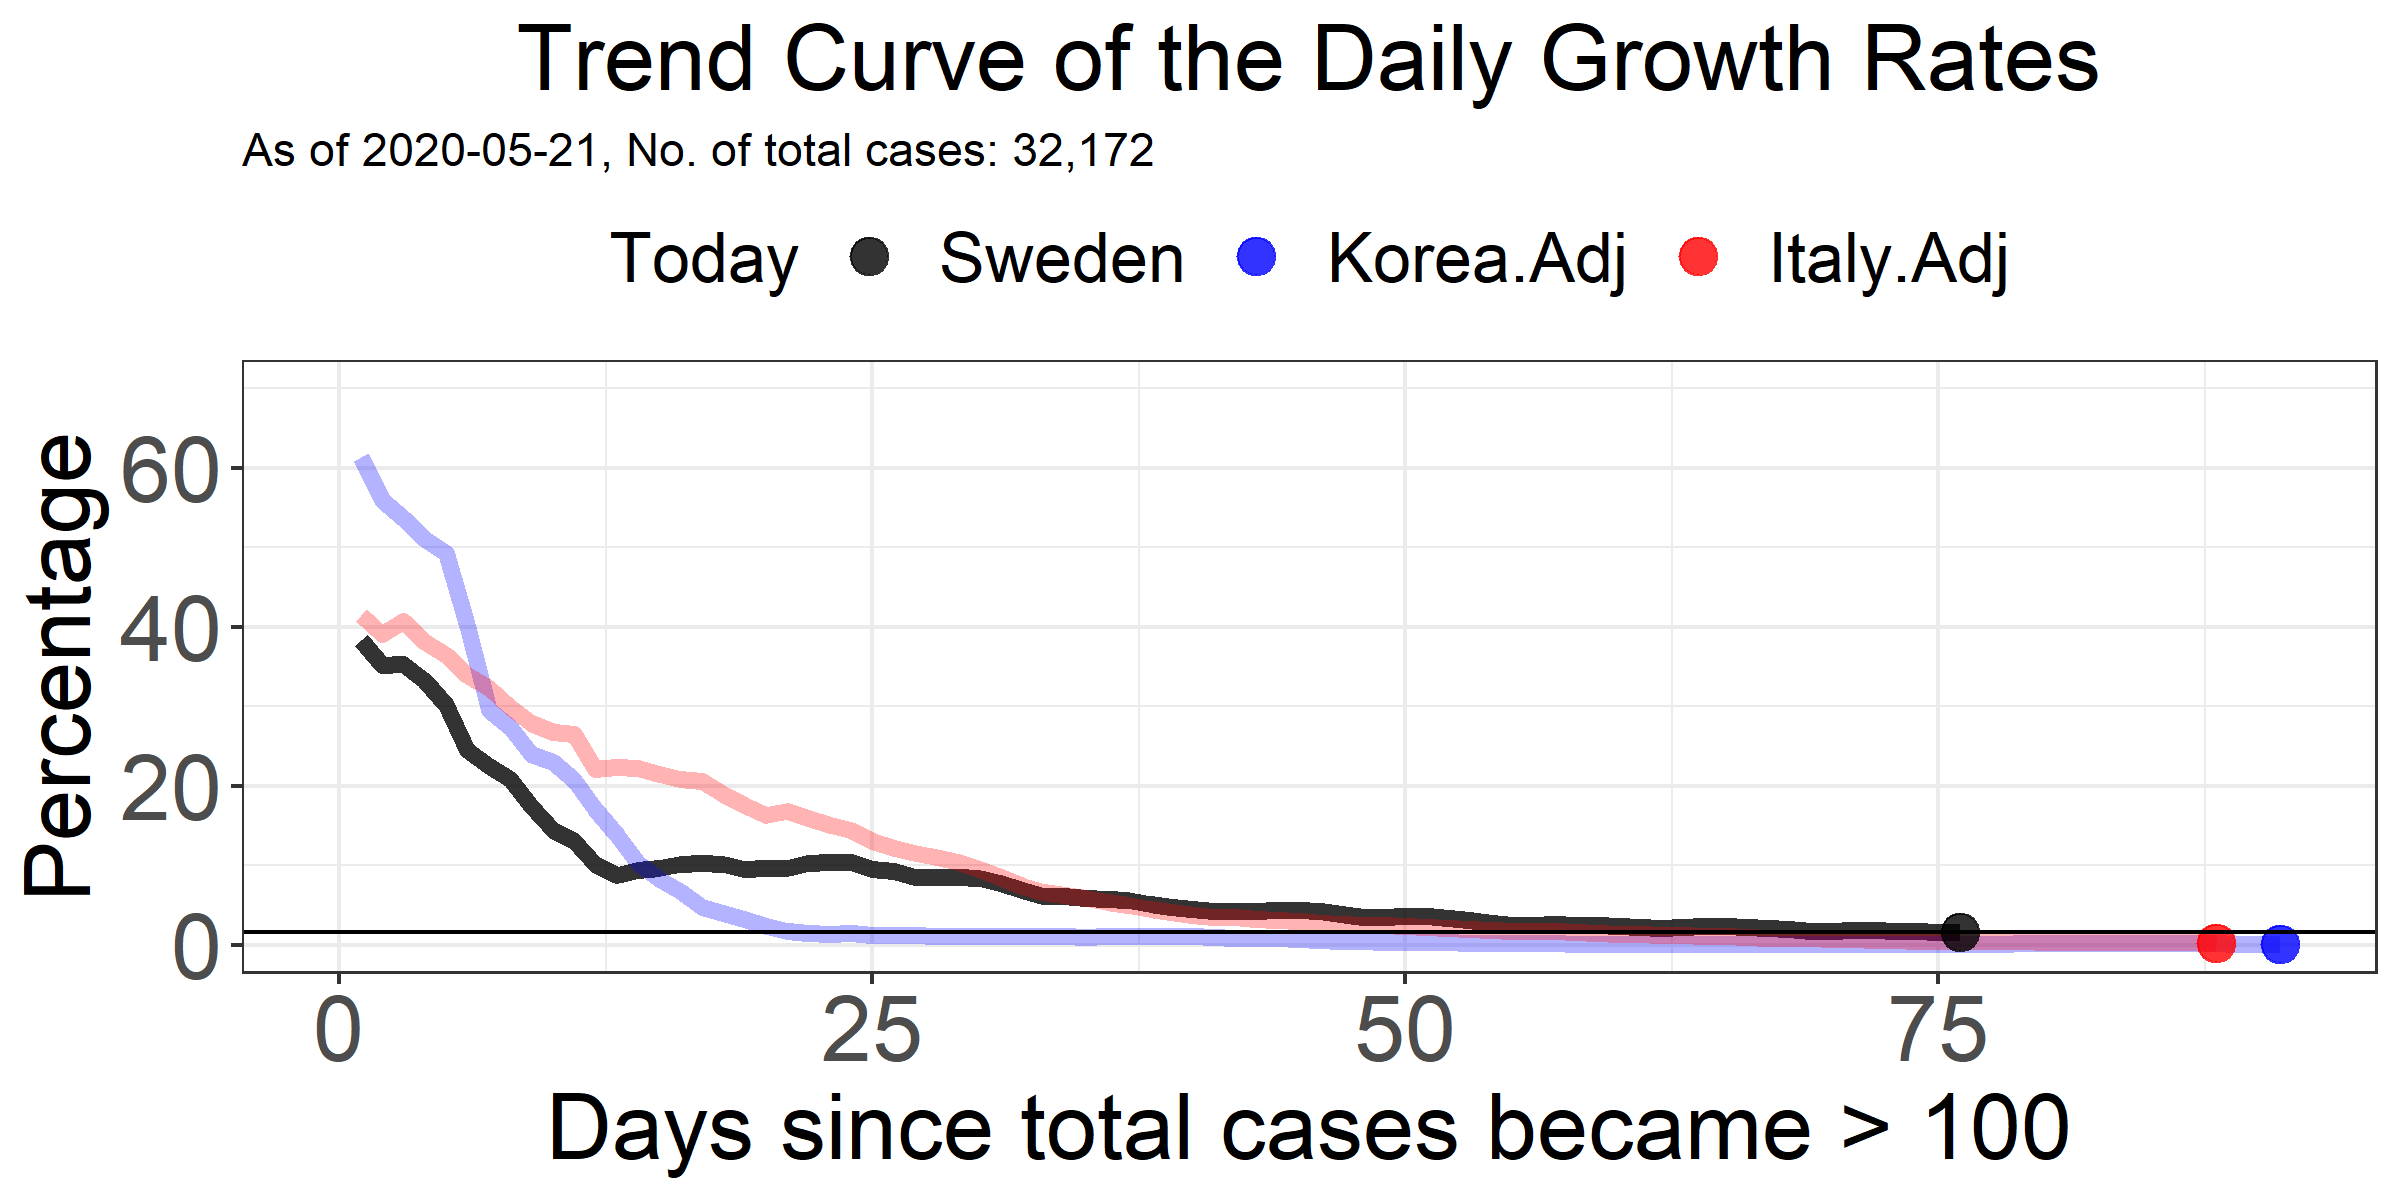 Trend Curve of the Daily Growth Rates
As of 2020-05-21, No. of total cases: 32,172
Today Sweden Korea.Adj Italy.Adj
Percentage
60
40
20
0
0 25 50 75
Days since total cases became > 100